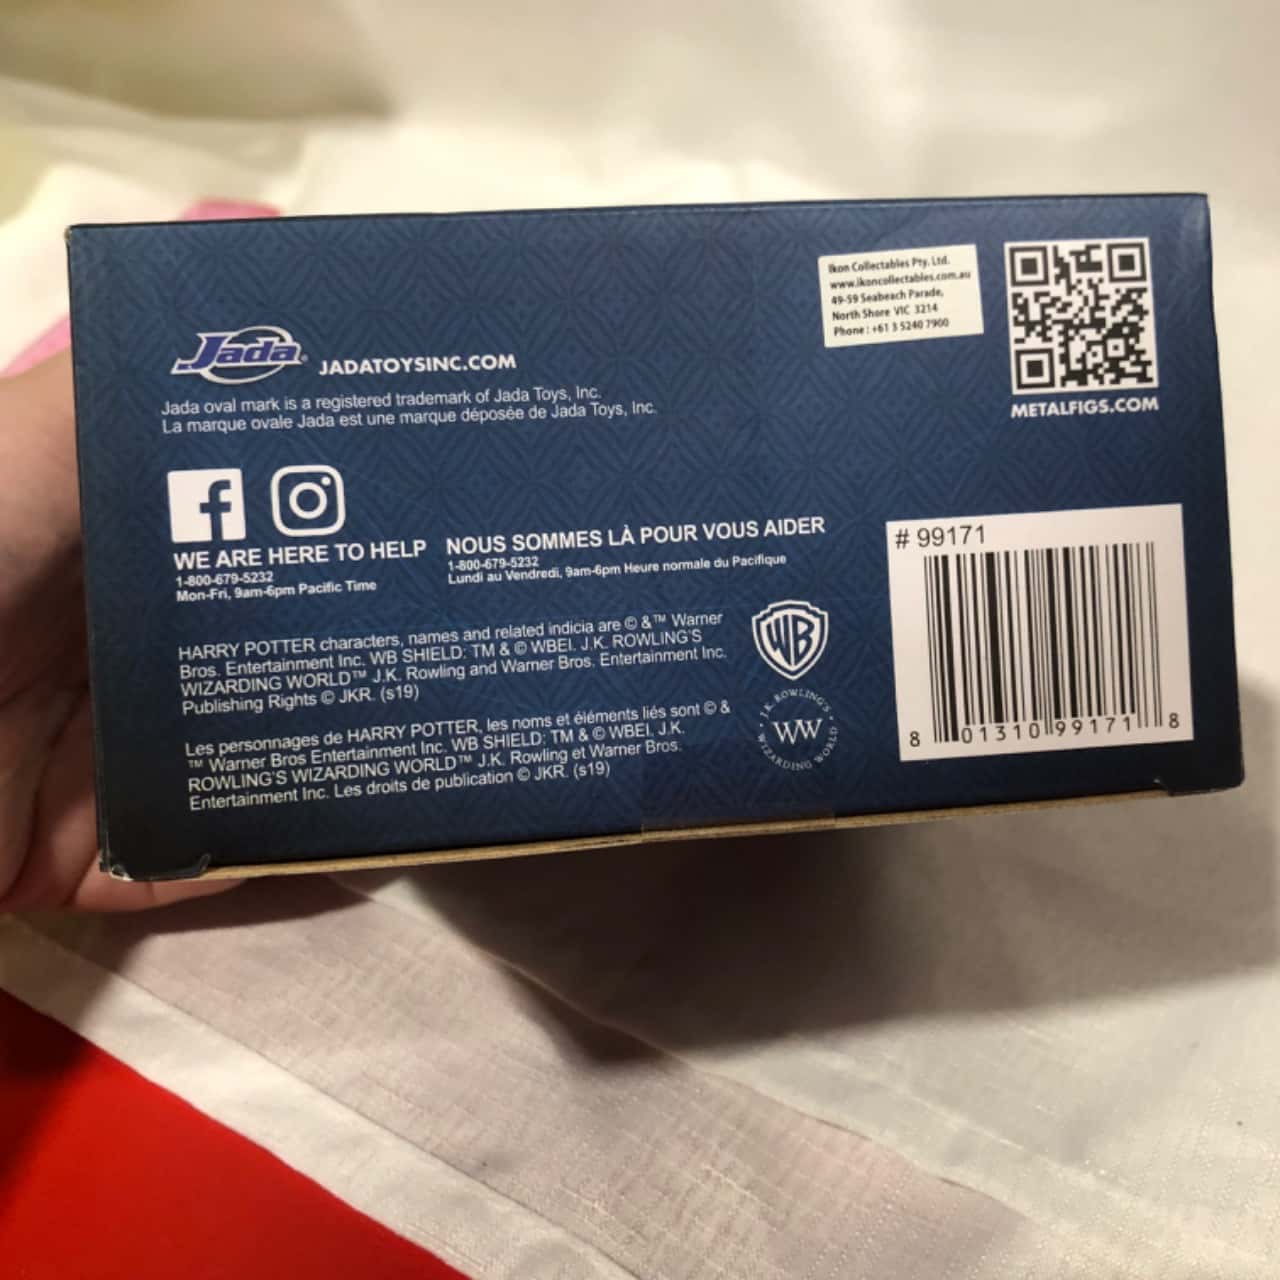 Ikon Collectables Pty. Ltd.
www.ikoncollectables.com.au
49-59 Seabeach Parade,
North Shore VIC 3214
Phone : +61 3 5240 7900
METALFIGS.COM
Jada® JADATOYSINC.COM
Jada oval mark is a registered trademark of Jada Toys, Inc.
La marque ovale Jada est une marque déposée de Jada Toys, Inc.
WE ARE HERE TO HELP
1-800-679-5232
Mon-Fri, 9am-6pm Pacific Time
NOUS SOMMES LÀ POUR VOUS AIDER
1-800-679-5232
Lundi au Vendredi, 9am-6pm Heure normale du Pacifique
HARRY POTTER characters, names and related indicia are © &™ Warner
Bros. Entertainment Inc. WB SHIELD: TM & © WBEI. J.K. ROWLING'S
WIZARDING WORLD™ J.K. Rowling and Warner Bros. Entertainment Inc.
Publishing Rights © JKR. (s19)
Les personnages de HARRY POTTER, les noms et éléments liés sont © &
™ Warner Bros Entertainment Inc. WB SHIELD: TM & © WBEI. J.K.
ROWLING'S WIZARDING WORLD™ J.K. Rowling et Warner Bros.
Entertainment Inc. Les droits de publication © JKR. (s19)
WB
J.K. ROWLING'S
WW
WIZARDING WORLD
# 99171
8 01310 99171 8